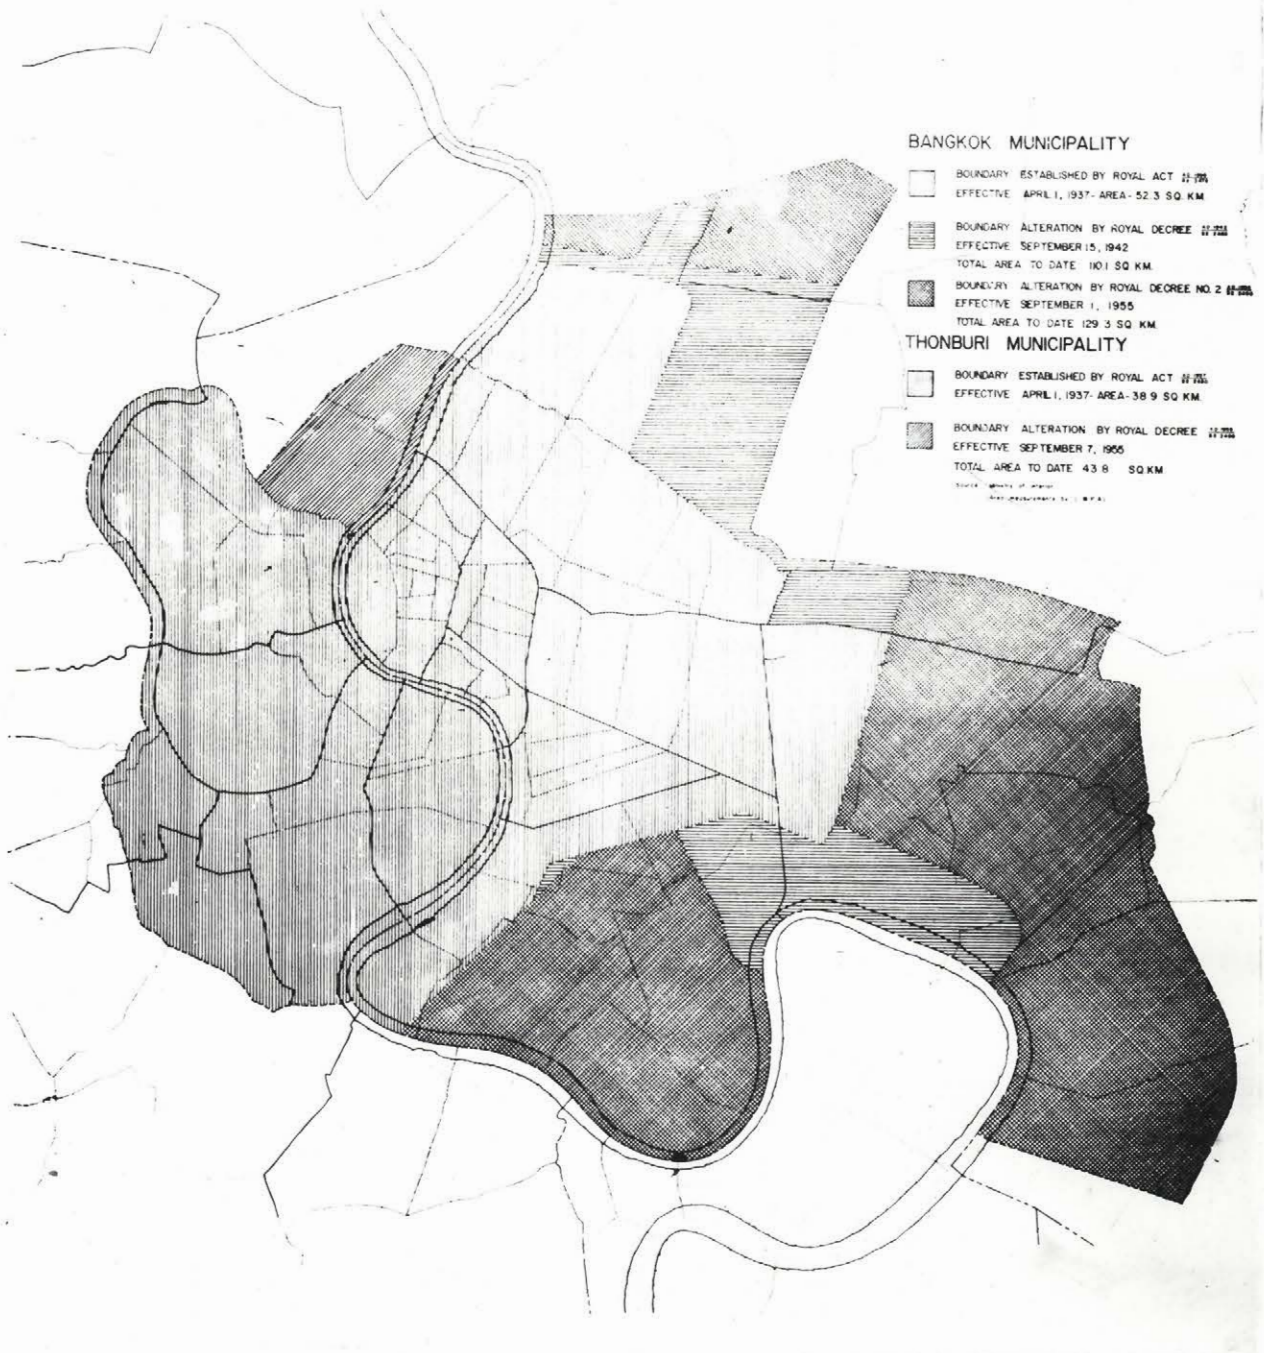 BANGKOK MUNICIPALITY
BOUNDARY ESTABLISHED BY ROYAL ACT
EFFECTIVE APRIL 1, 1937- AREA- 52.3 SQ. KM.
BOUNDARY ALTERATION BY ROYAL DECREE
EFFECTIVE SEPTEMBER 15, 1942
TOTAL AREA TO DATE 110.1 SQ KM.
BOUNDARY ALTERATION BY ROYAL DECREE NO. 2
EFFECTIVE SEPTEMBER 1, 1955
TOTAL AREA TO DATE 129.3 SQ KM.
THONBURI MUNICIPALITY
BOUNDARY ESTABLISHED BY ROYAL ACT
EFFECTIVE APRIL 1, 1937- AREA- 38.9 SQ KM.
BOUNDARY ALTERATION BY ROYAL DECREE
EFFECTIVE SEPTEMBER 7, 1955
TOTAL AREA TO DATE 43.8 SQ KM